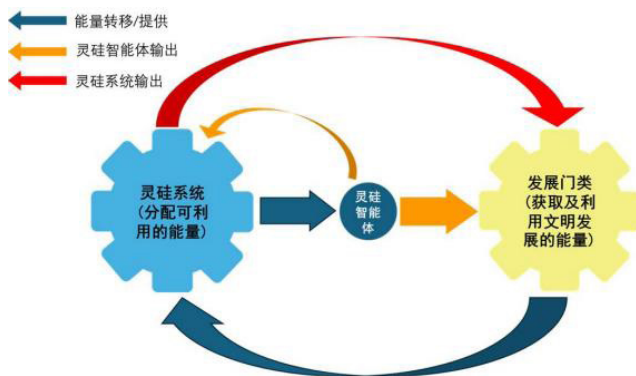 能量转移/提供
灵硅智能体输出
灵硅系统输出
灵硅系统
(分配可利
用的能量)
灵硅
智能
体
发展门类
(获取及利
用文明发
展的能量)